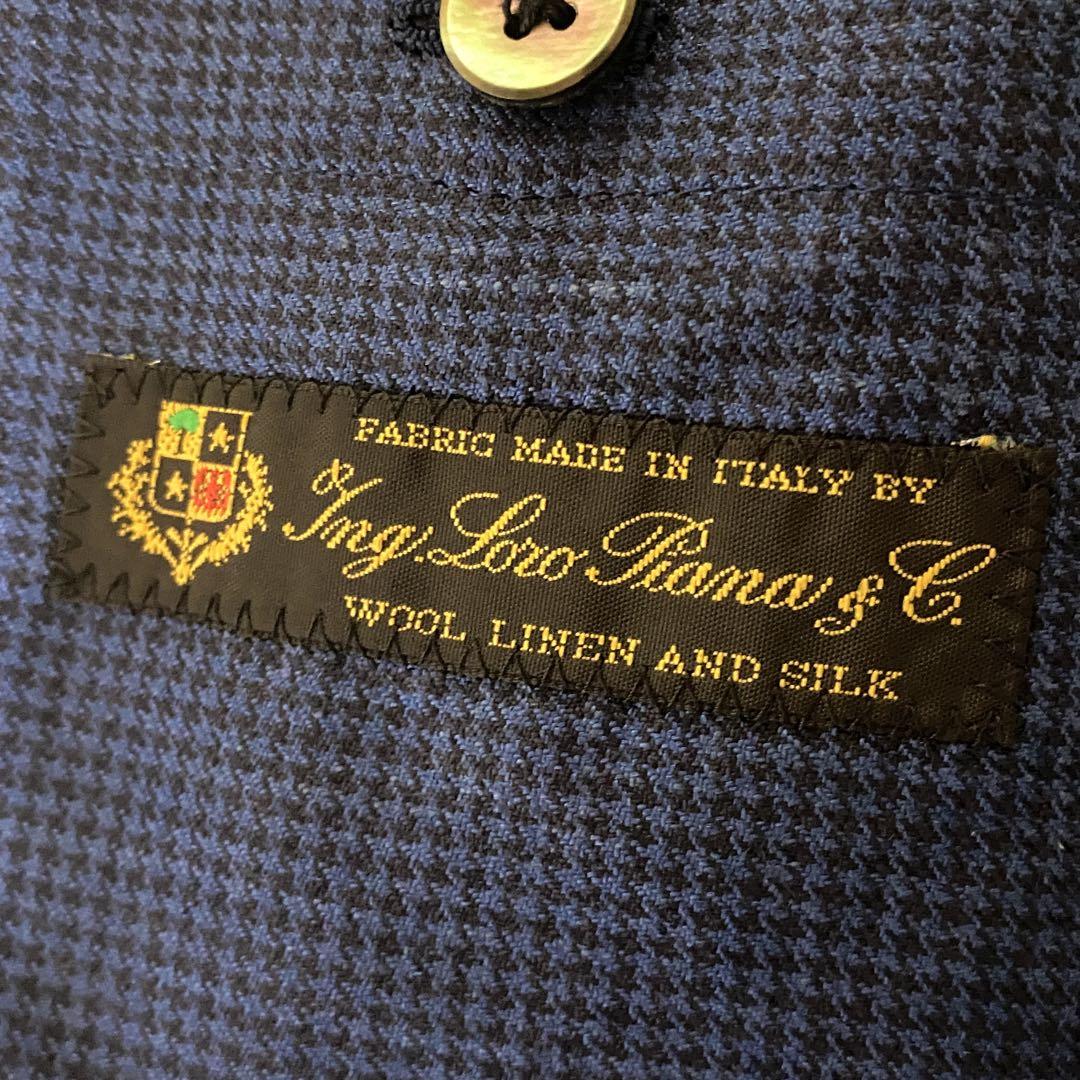 FABRIC MADE IN ITALY BY
Ing. Loro Piana & C.
WOOL LINEN AND SILK